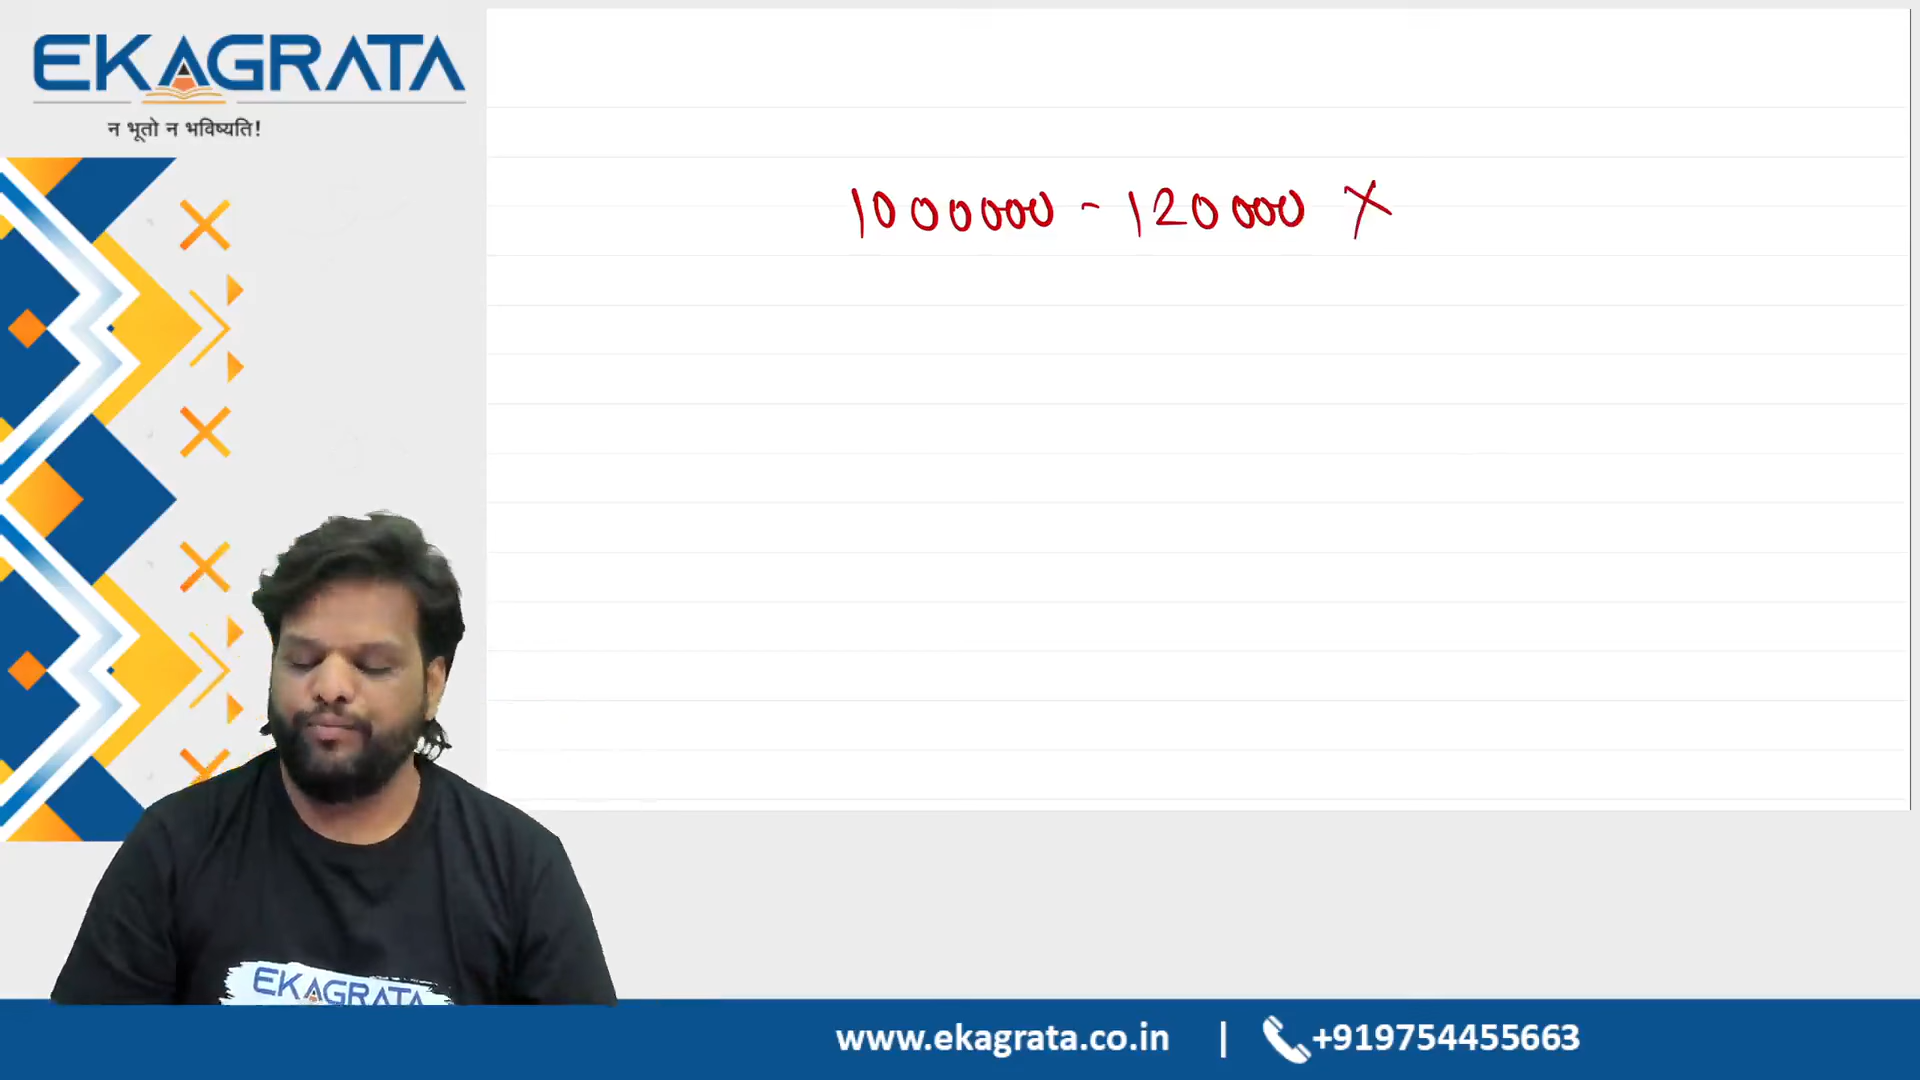 EKAGRATA
न भूतो न भविष्यति!
1000000 - 120000 X
EKAGRATA
www.ekagrata.co.in | +919754455663